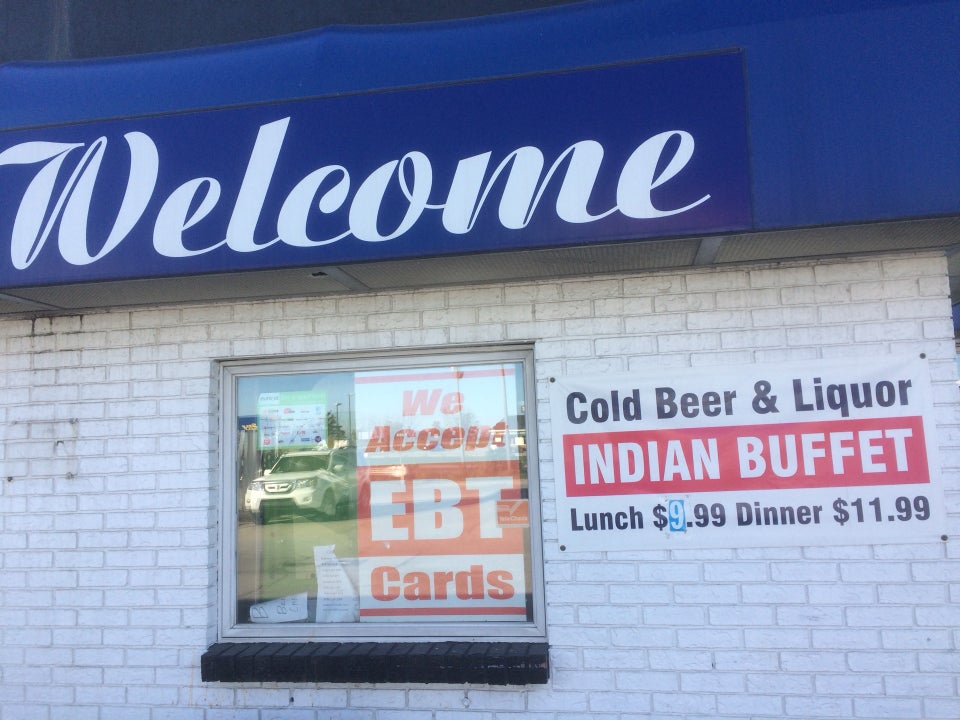 Welcome
We
Accept
EBT
Cards
Cold Beer & Liquor
INDIAN BUFFET
Lunch $9.99 Dinner $11.99